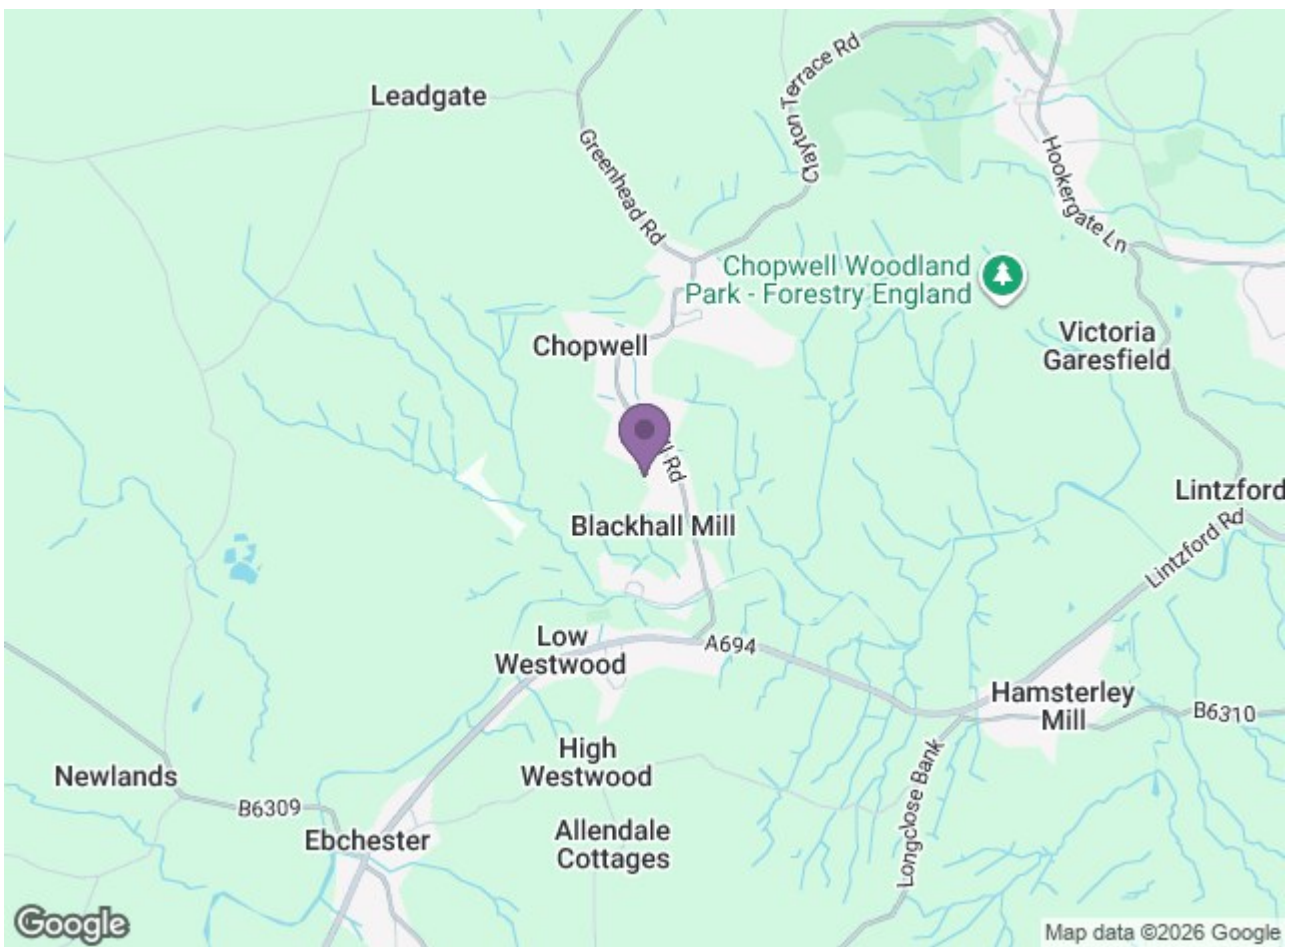 Clayton Terrace Rd
Leadgate
Greenhead Rd
Hookergate Ln
Chopwell Woodland
Park - Forestry England
Victoria
Garesfield
Chopwell
Rd
Lintzford
Blackhall Mill
Lintzford Rd
Low
Westwood
A694
Hamsterley
Mill
B6310
High
Westwood
Longclose Bank
Newlands
B6309
Ebchester
Allendale
Cottages
Google
Map data ©2026 Google